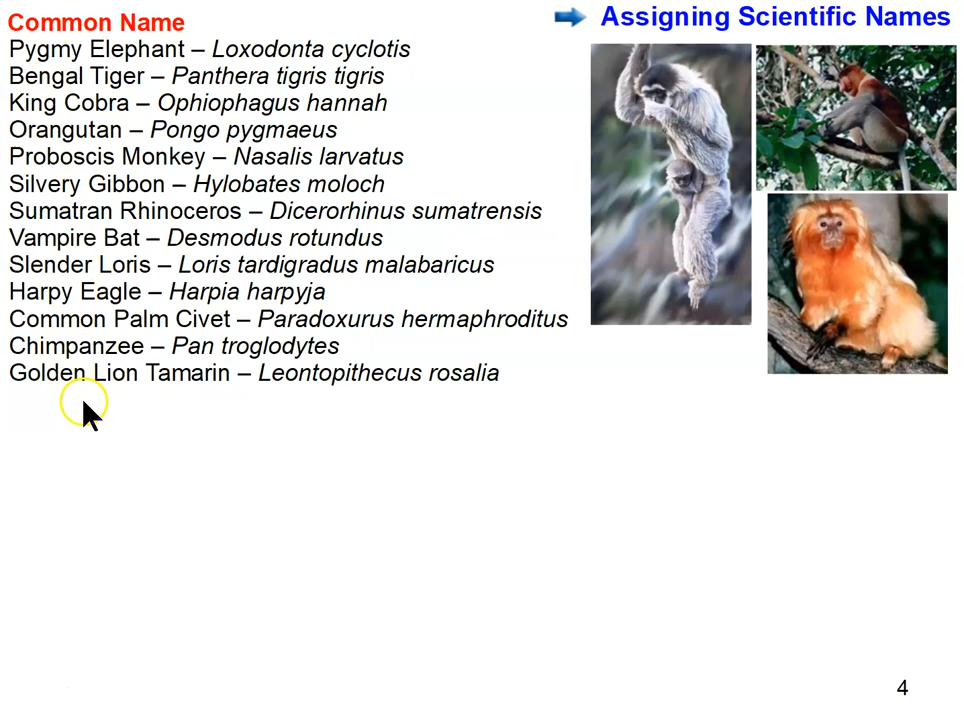 Common Name
Assigning Scientific Names
Pygmy Elephant – Loxodonta cyclotis
Bengal Tiger – Panthera tigris tigris
King Cobra – Ophiophagus hannah
Orangutan – Pongo pygmaeus
Proboscis Monkey – Nasalis larvatus
Silvery Gibbon – Hylobates moloch
Sumatran Rhinoceros – Dicerorhinus sumatrensis
Vampire Bat – Desmodus rotundus
Slender Loris – Loris tardigradus malabaricus
Harpy Eagle – Harpia harpyja
Common Palm Civet – Paradoxurus hermaphroditus
Chimpanzee – Pan troglodytes
Golden Lion Tamarin – Leontopithecus rosalia
4